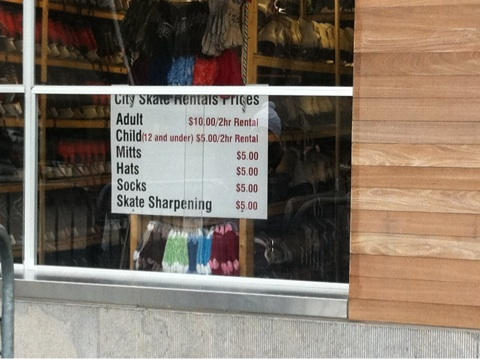 City Skate Rentals Prices
Adult $10.00/2hr Rental
Child(12 and under) $5.00/2hr Rental
Mitts $5.00
Hats $5.00
Socks $5.00
Skate Sharpening $5.00